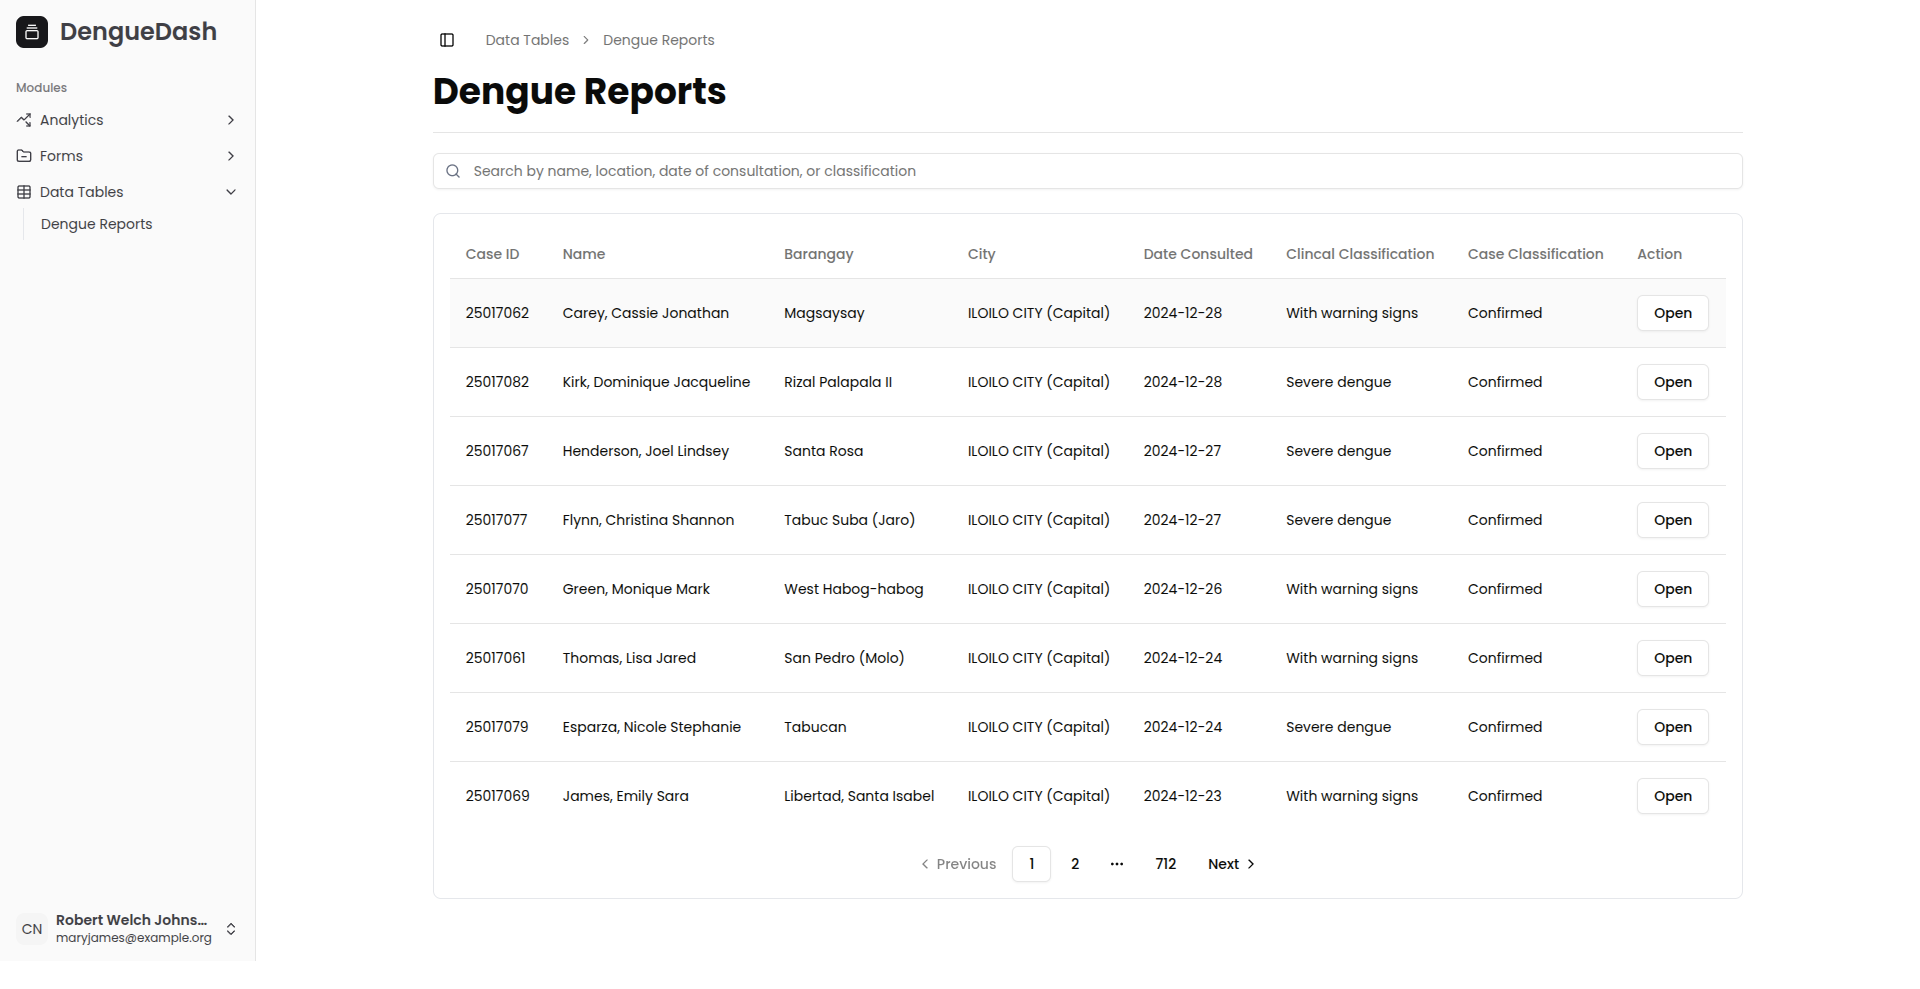 DengueDash
Modules
Analytics
Forms
Data Tables
Dengue Reports
CN
Robert Welch Johns...
maryjames@example.org
Data Tables > Dengue Reports
Dengue Reports
Search by name, location, date of consultation, or classification
Case ID Name Barangay City Date Consulted Clincal Classification Case Classification Action
25017062 Carey, Cassie Jonathan Magsaysay ILOILO CITY (Capital) 2024-12-28 With warning signs Confirmed Open
25017082 Kirk, Dominique Jacqueline Rizal Palapala II ILOILO CITY (Capital) 2024-12-28 Severe dengue Confirmed Open
25017067 Henderson, Joel Lindsey Santa Rosa ILOILO CITY (Capital) 2024-12-27 Severe dengue Confirmed Open
25017077 Flynn, Christina Shannon Tabuc Suba (Jaro) ILOILO CITY (Capital) 2024-12-27 Severe dengue Confirmed Open
25017070 Green, Monique Mark West Habog-habog ILOILO CITY (Capital) 2024-12-26 With warning signs Confirmed Open
25017061 Thomas, Lisa Jared San Pedro (Molo) ILOILO CITY (Capital) 2024-12-24 With warning signs Confirmed Open
25017079 Esparza, Nicole Stephanie Tabucan ILOILO CITY (Capital) 2024-12-24 Severe dengue Confirmed Open
25017069 James, Emily Sara Libertad, Santa Isabel ILOILO CITY (Capital) 2024-12-23 With warning signs Confirmed Open
Previous 1 2 ... 712 Next